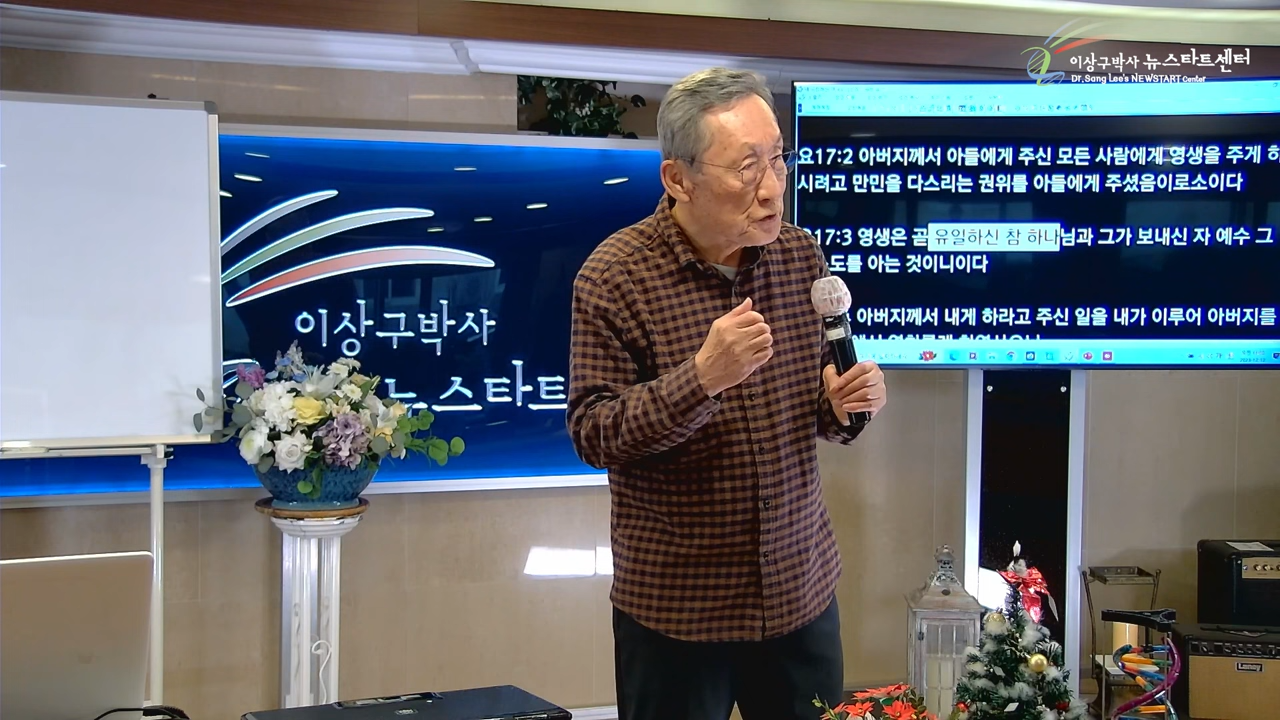 이상구박사 뉴스타트센터
Dr. Sang Lee's NEWSTART Center
요17:2 아버지께서 아들에게 주신 모든 사람에게 영생을 주게 하
시려고 만민을 다스리는 권위를 아들에게 주셨음이로소이다
17:3 영생은 곧 유일하신 참 하나님과 그가 보내신 자 예수 그
도를 아는 것이니이다
아버지께서 내게 하라고 주신 일을 내가 이루어 아버지를
이상구박사
뉴스타트
Laney